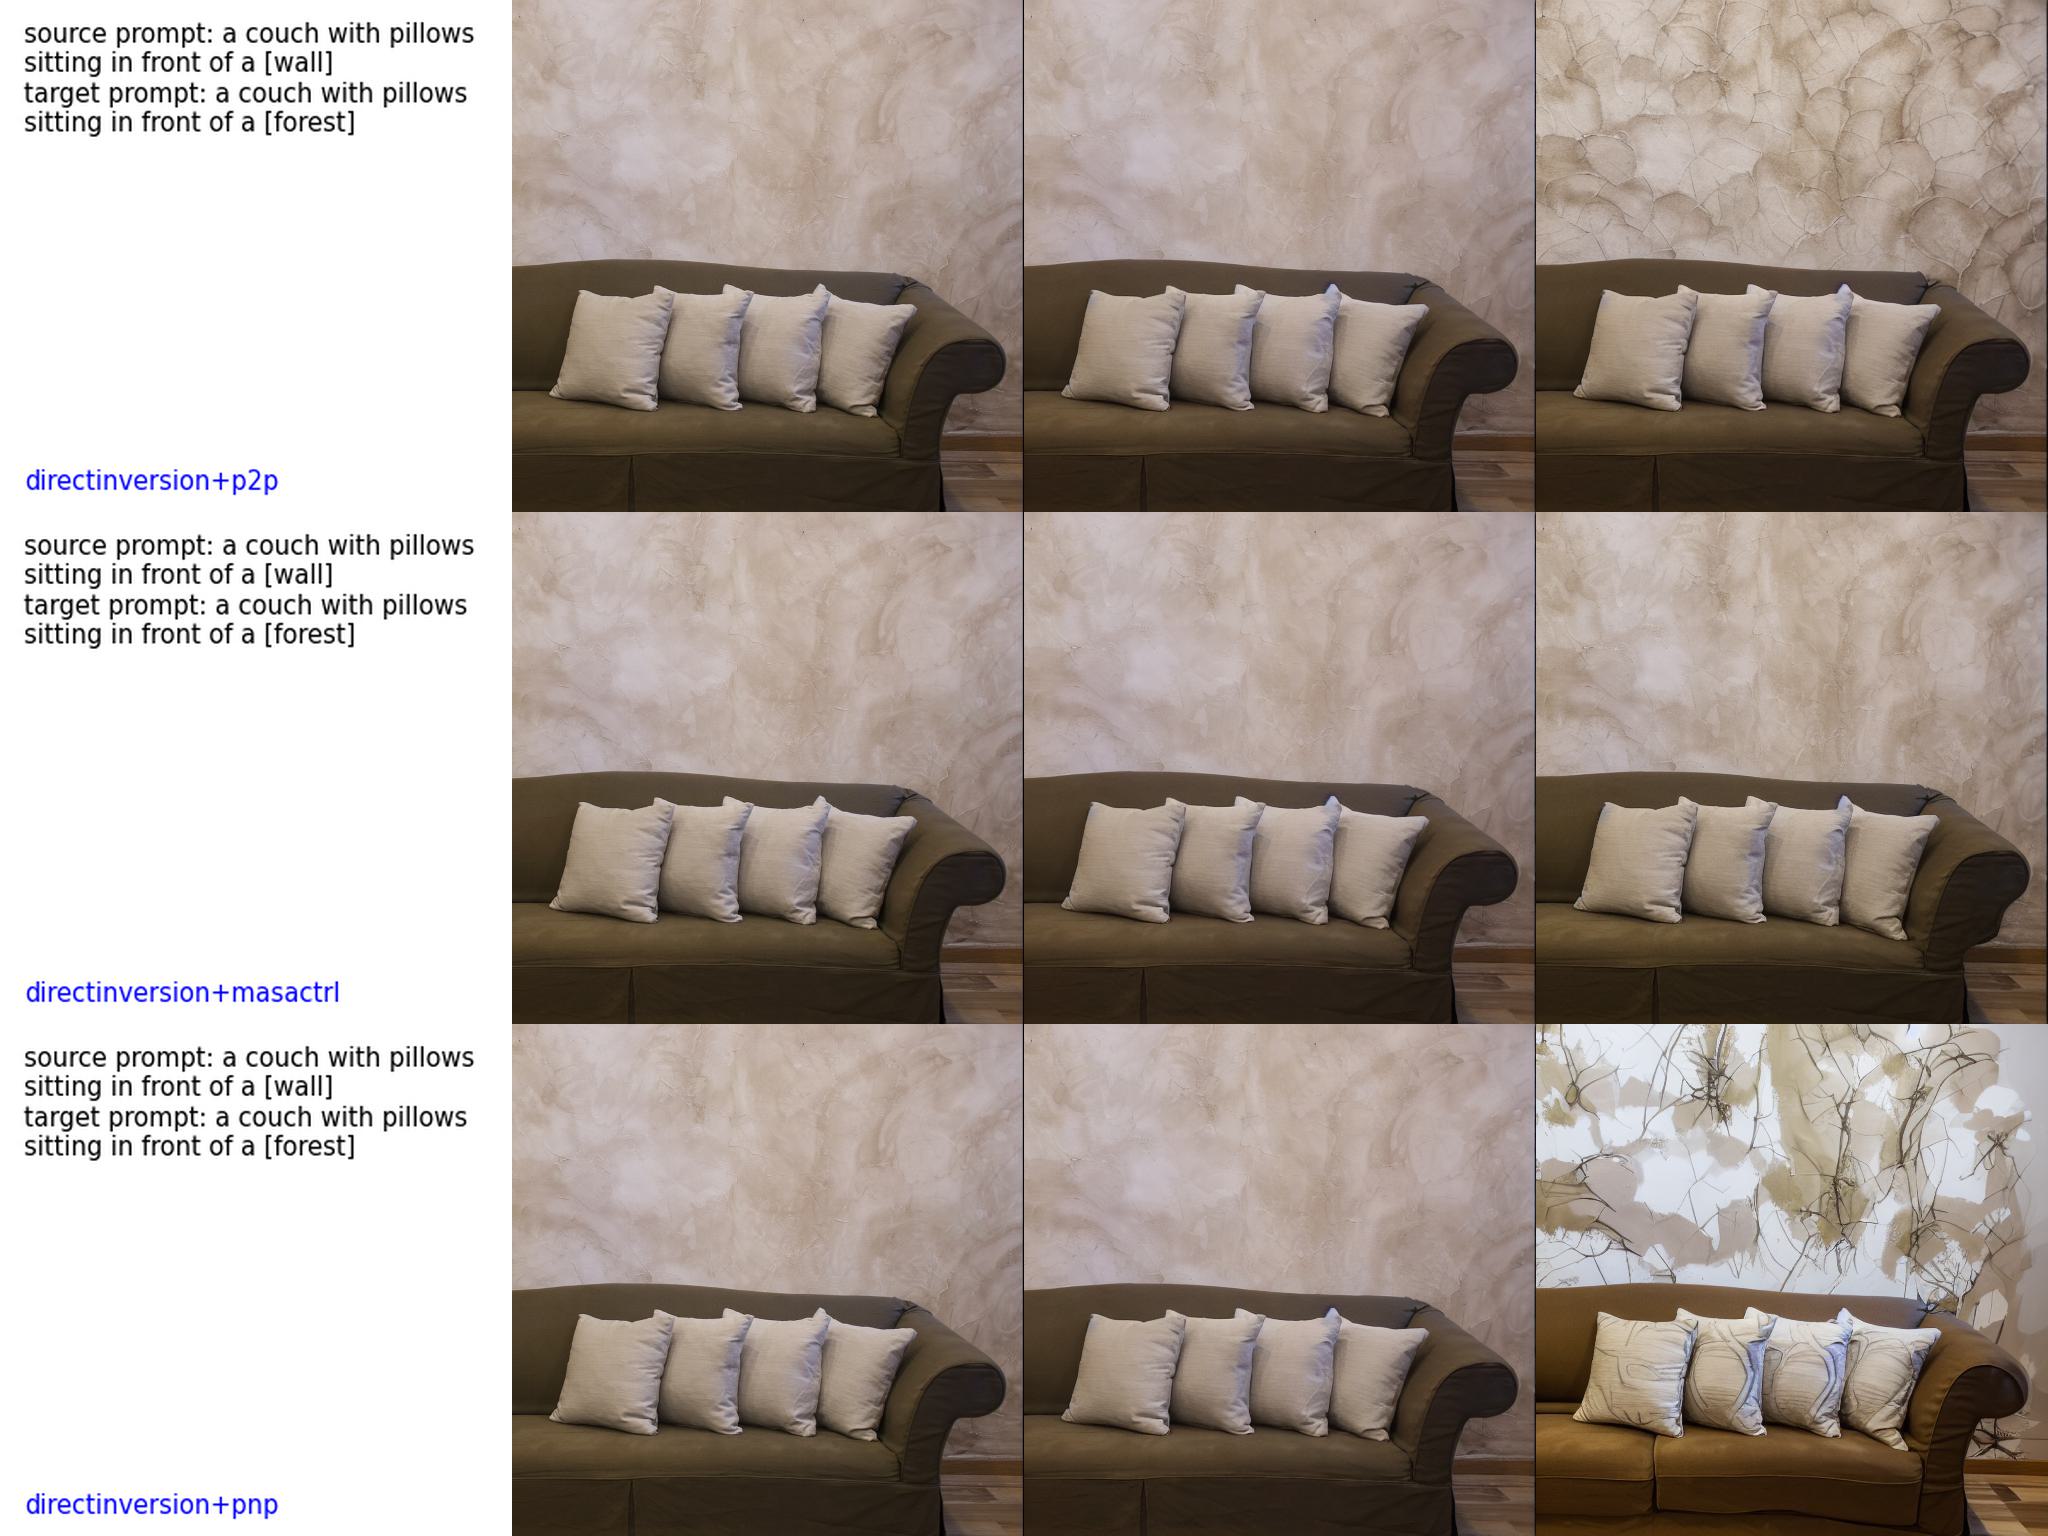 source prompt: a couch with pillows
sitting in front of a [wall]
target prompt: a couch with pillows
sitting in front of a [forest]
directinversion+p2p
source prompt: a couch with pillows
sitting in front of a [wall]
target prompt: a couch with pillows
sitting in front of a [forest]
directinversion+masactrl
source prompt: a couch with pillows
sitting in front of a [wall]
target prompt: a couch with pillows
sitting in front of a [forest]
directinversion+pnp